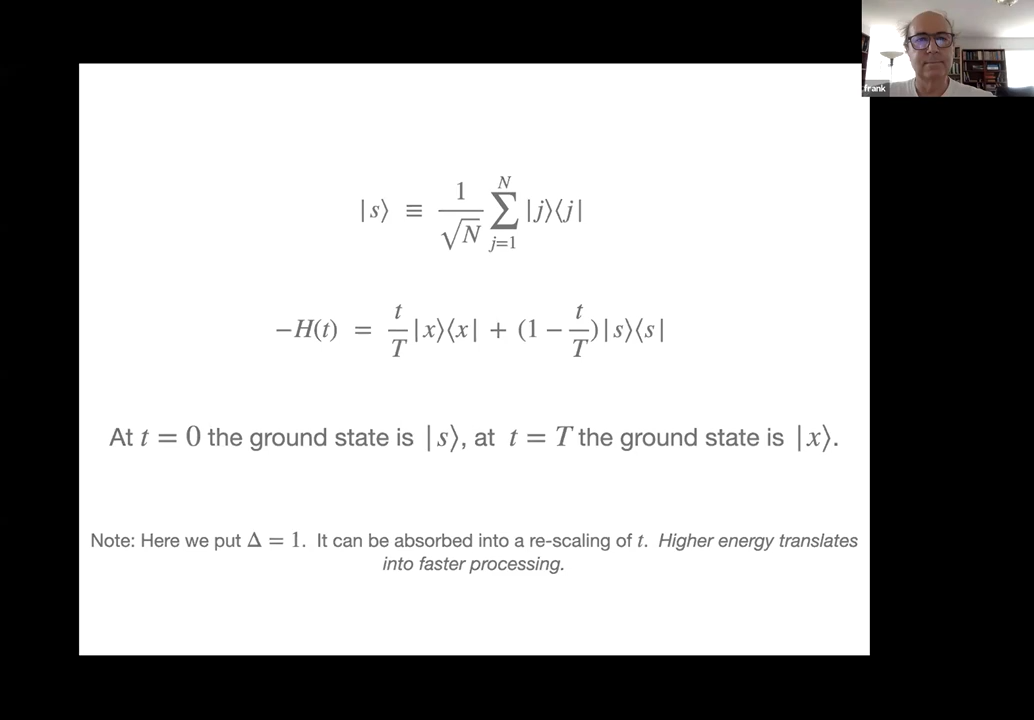 frank
|s⟩ ≡ 1/√N ∑_{j=1}^{N} |j⟩⟨j|
−H(t) = t/T |x⟩⟨x| + (1 − t/T)|s⟩⟨s|
At t = 0 the ground state is |s⟩, at t = T the ground state is |x⟩.
Note: Here we put Δ = 1. It can be absorbed into a re-scaling of t. Higher energy translates
into faster processing.